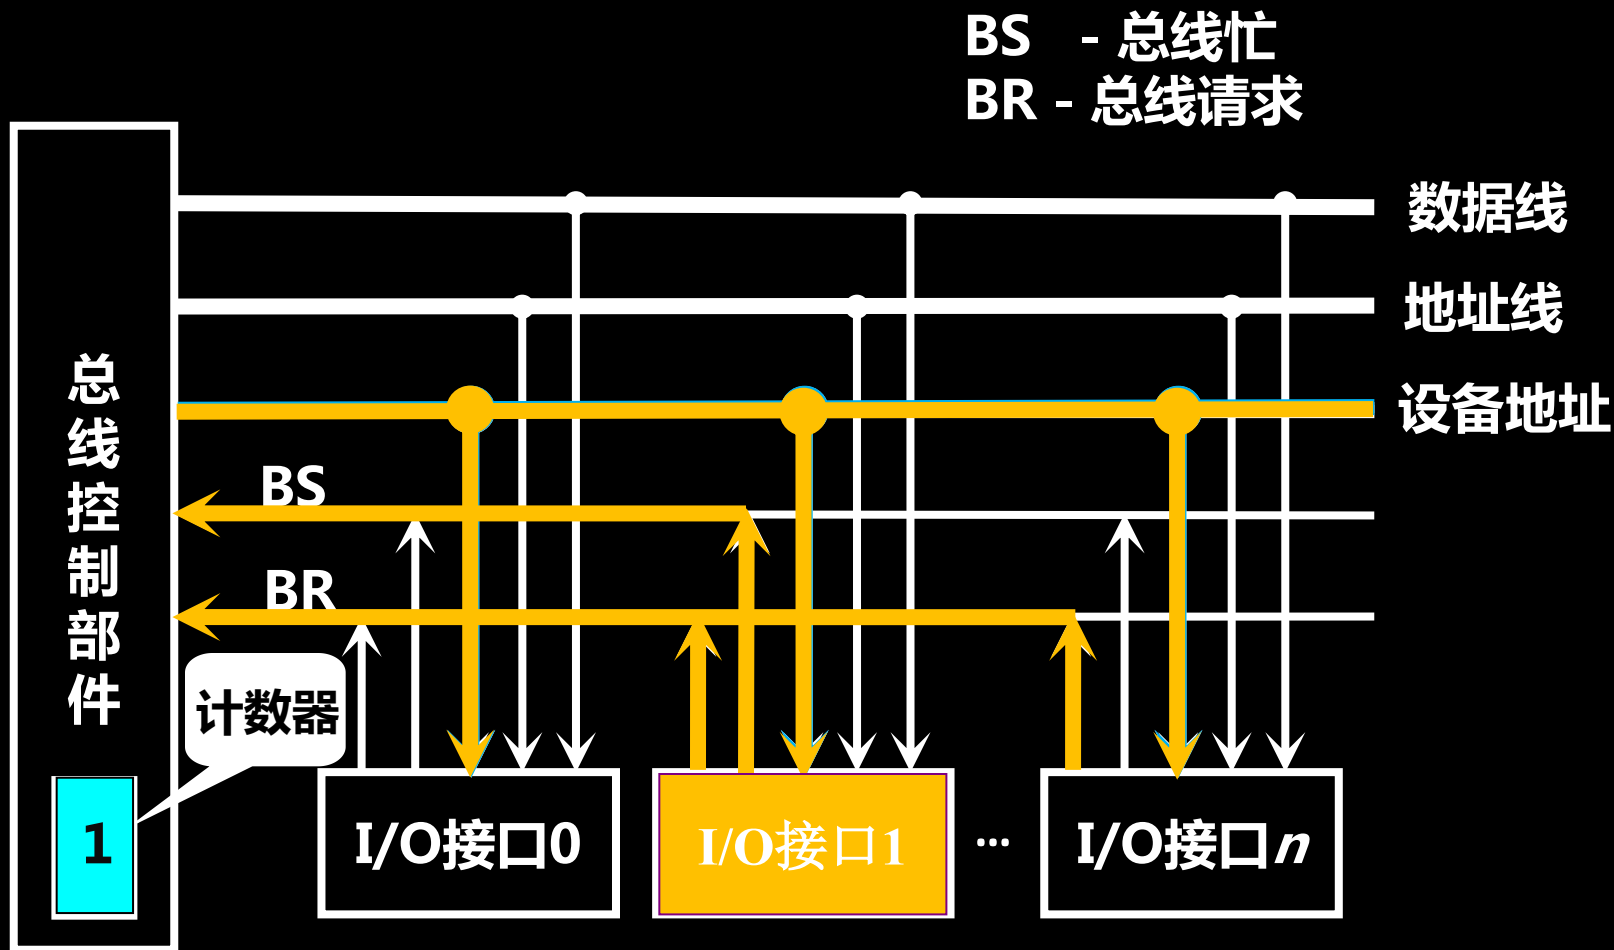 BS - 总线忙
BR - 总线请求
数据线
地址线
设备地址
总线控制部件
BS
BR
计数器
1
I/O接口0
I/O接口1
...
I/O接口n